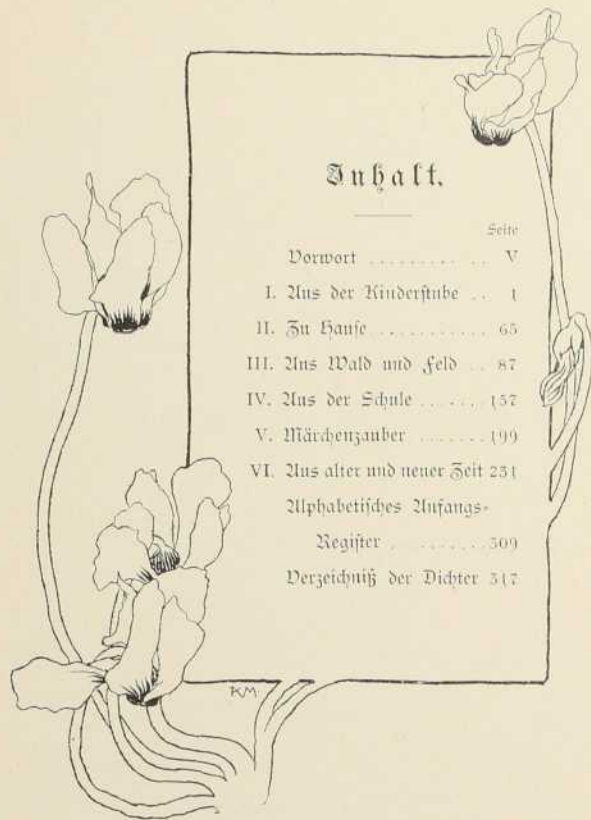 Inhalt.
Seite
Vorwort . . . . . . . . . . . V
I. Aus der Kinderstube . . 1
II. Zu Hause . . . . . . . . . . . 65
III. Aus Wald und Feld . . 87
IV. Aus der Schule . . . . . . . 157
V. Märchenzauber . . . . . . . 199
VI. Aus alter und neuer Zeit 231
Alphabetisches Anfangs-
Register . . . . . . . . . 309
Verzeichniß der Dichter 317
KM